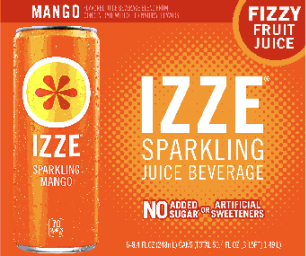 MANGO
FIZZY
FRUIT
JUICE
IZZE
SPARKLING
JUICE BEVERAGE
IZZE
SPARKLING
MANGO
NO ADDED SUGAR OR ARTIFICIAL SWEETENERS